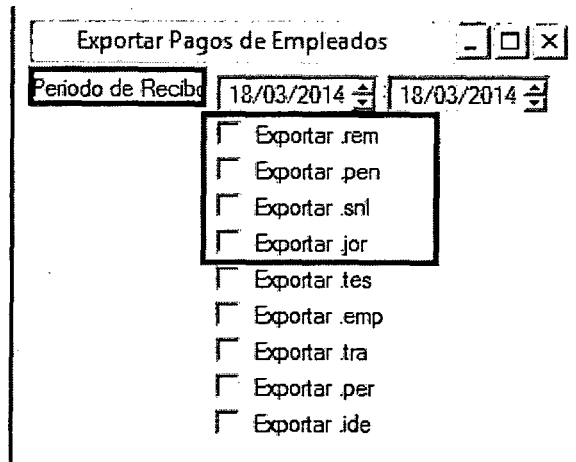 Exportar Pagos de Empleados
Periodo de Recibo 18/03/2014 18/03/2014
Exportar .rem
Exportar .pen
Exportar .snl
Exportar .jor
Exportar .tes
Exportar .emp
Exportar .tra
Exportar .per
Exportar .ide